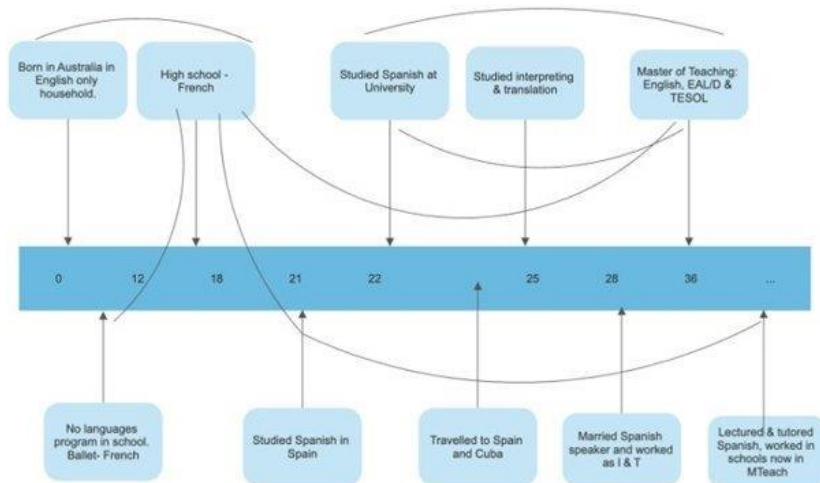 Born in Australia in
English only
household.
High school -
French
Studied Spanish at
University
Studied interpreting
& translation
Master of Teaching:
English, EAL/D &
TESOL
0 12 18 21 22 25 28 36 ...
No languages
program in school.
Ballet- French
Studied Spanish in
Spain
Travelled to Spain
and Cuba
Married Spanish
speaker and worked
as I & T
Lectured & tutored
Spanish, worked in
schools now in
MTeach